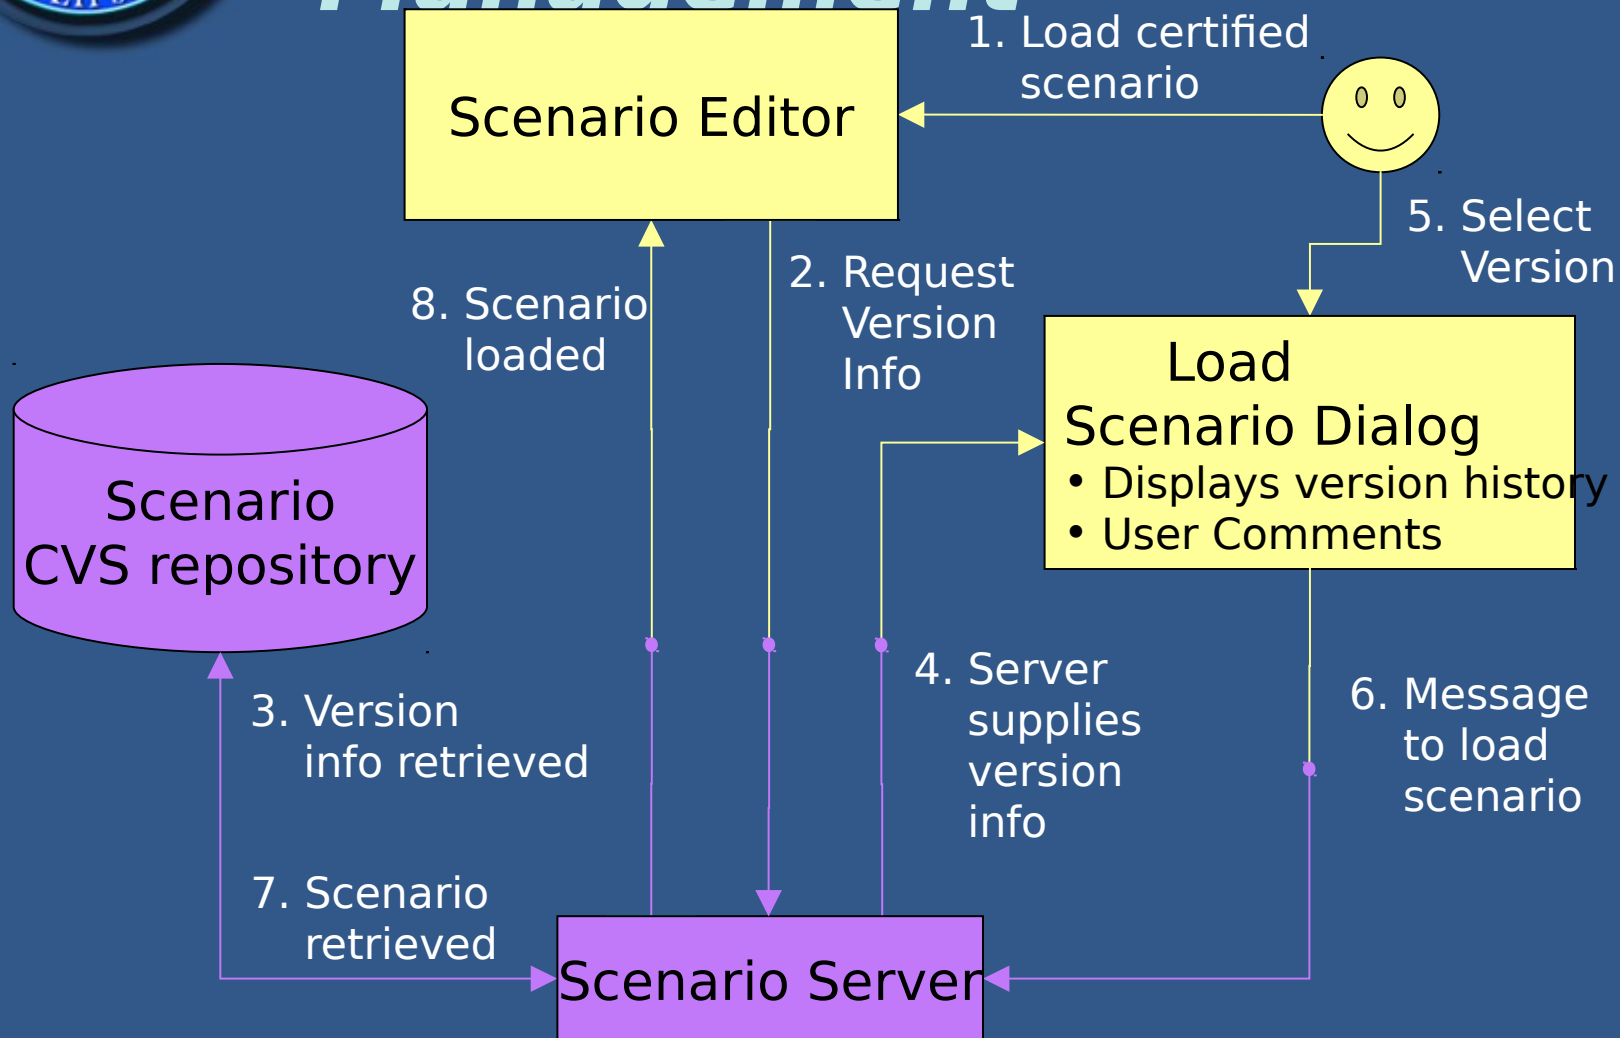 Management
1. Load certified
scenario
Scenario Editor
5. Select
Version
2. Request
Version
Info
8. Scenario
loaded
Load
Scenario Dialog
• Displays version history
• User Comments
Scenario
CVS repository
4. Server
supplies
version
info
6. Message
to load
scenario
3. Version
info retrieved
7. Scenario
retrieved
Scenario Server